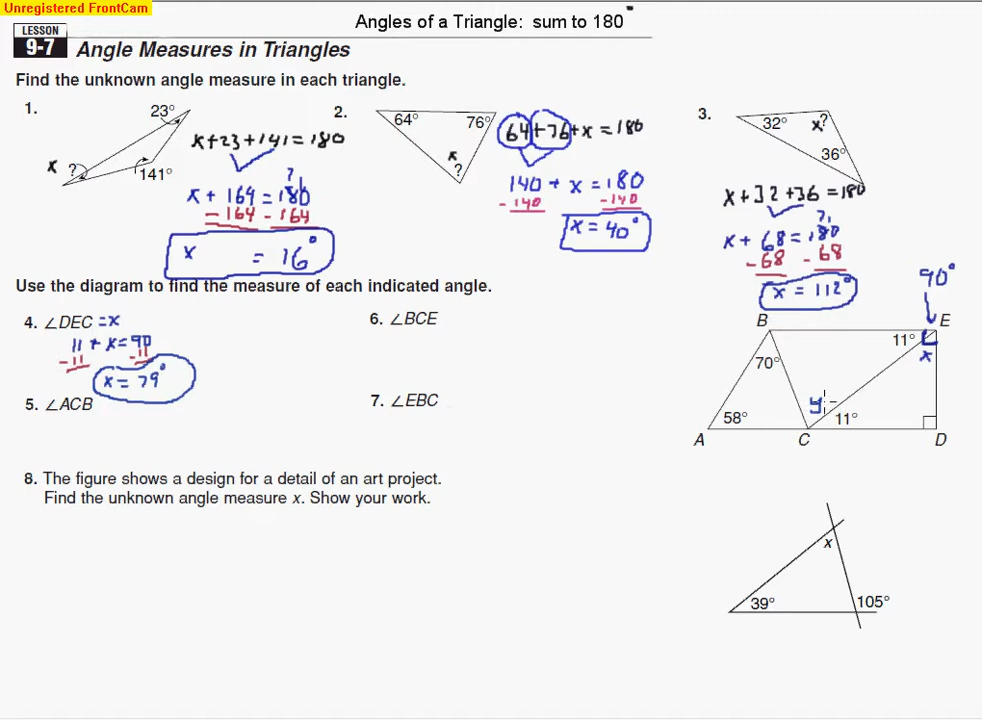 Unregistered FrontCam
Angles of a Triangle: sum to 180°
LESSON
9-7
Angle Measures in Triangles
Find the unknown angle measure in each triangle.
1.
23°
x
?
141°
x+23+141=180
x + 164 = 180
- 164 - 164
x = 16°
2.
64°
76°
x
?
64+76+x=180
140 + x = 180
- 140 - 140
x = 40°
3.
32°
x?
36°
x+32+36=180
x + 68 = 180
- 68 - 68
x = 112°
Use the diagram to find the measure of each indicated angle.
4. ∠DEC =x
11 + x=90
-11 -11
x = 79°
5. ∠ACB
6. ∠BCE
7. ∠EBC
90°
B
E
11°
x
70°
y
58°
11°
A
C
D
8. The figure shows a design for a detail of an art project.
Find the unknown angle measure x. Show your work.
x
39°
105°